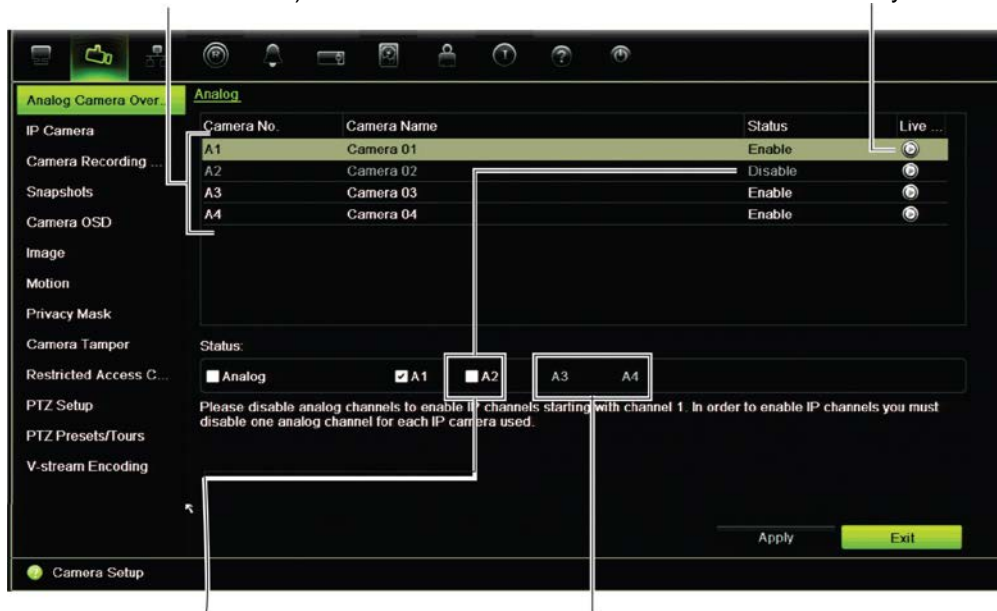 Analog Camera Over...
IP Camera
Camera Recording ...
Snapshots
Camera OSD
Image
Motion
Privacy Mask
Camera Tamper
Restricted Access C...
PTZ Setup
PTZ Presets/Tours
V-stream Encoding
Analog
Camera No. Camera Name Status Live ...
A1 Camera 01 Enable
A2 Camera 02 Disable
A3 Camera 03 Enable
A4 Camera 04 Enable
Status:
Analog A1 A2 A3 A4
Please disable analog channels to enable IP channels starting with channel 1. In order to enable IP channels you must
disable one analog channel for each IP camera used.
Apply Exit
Camera Setup